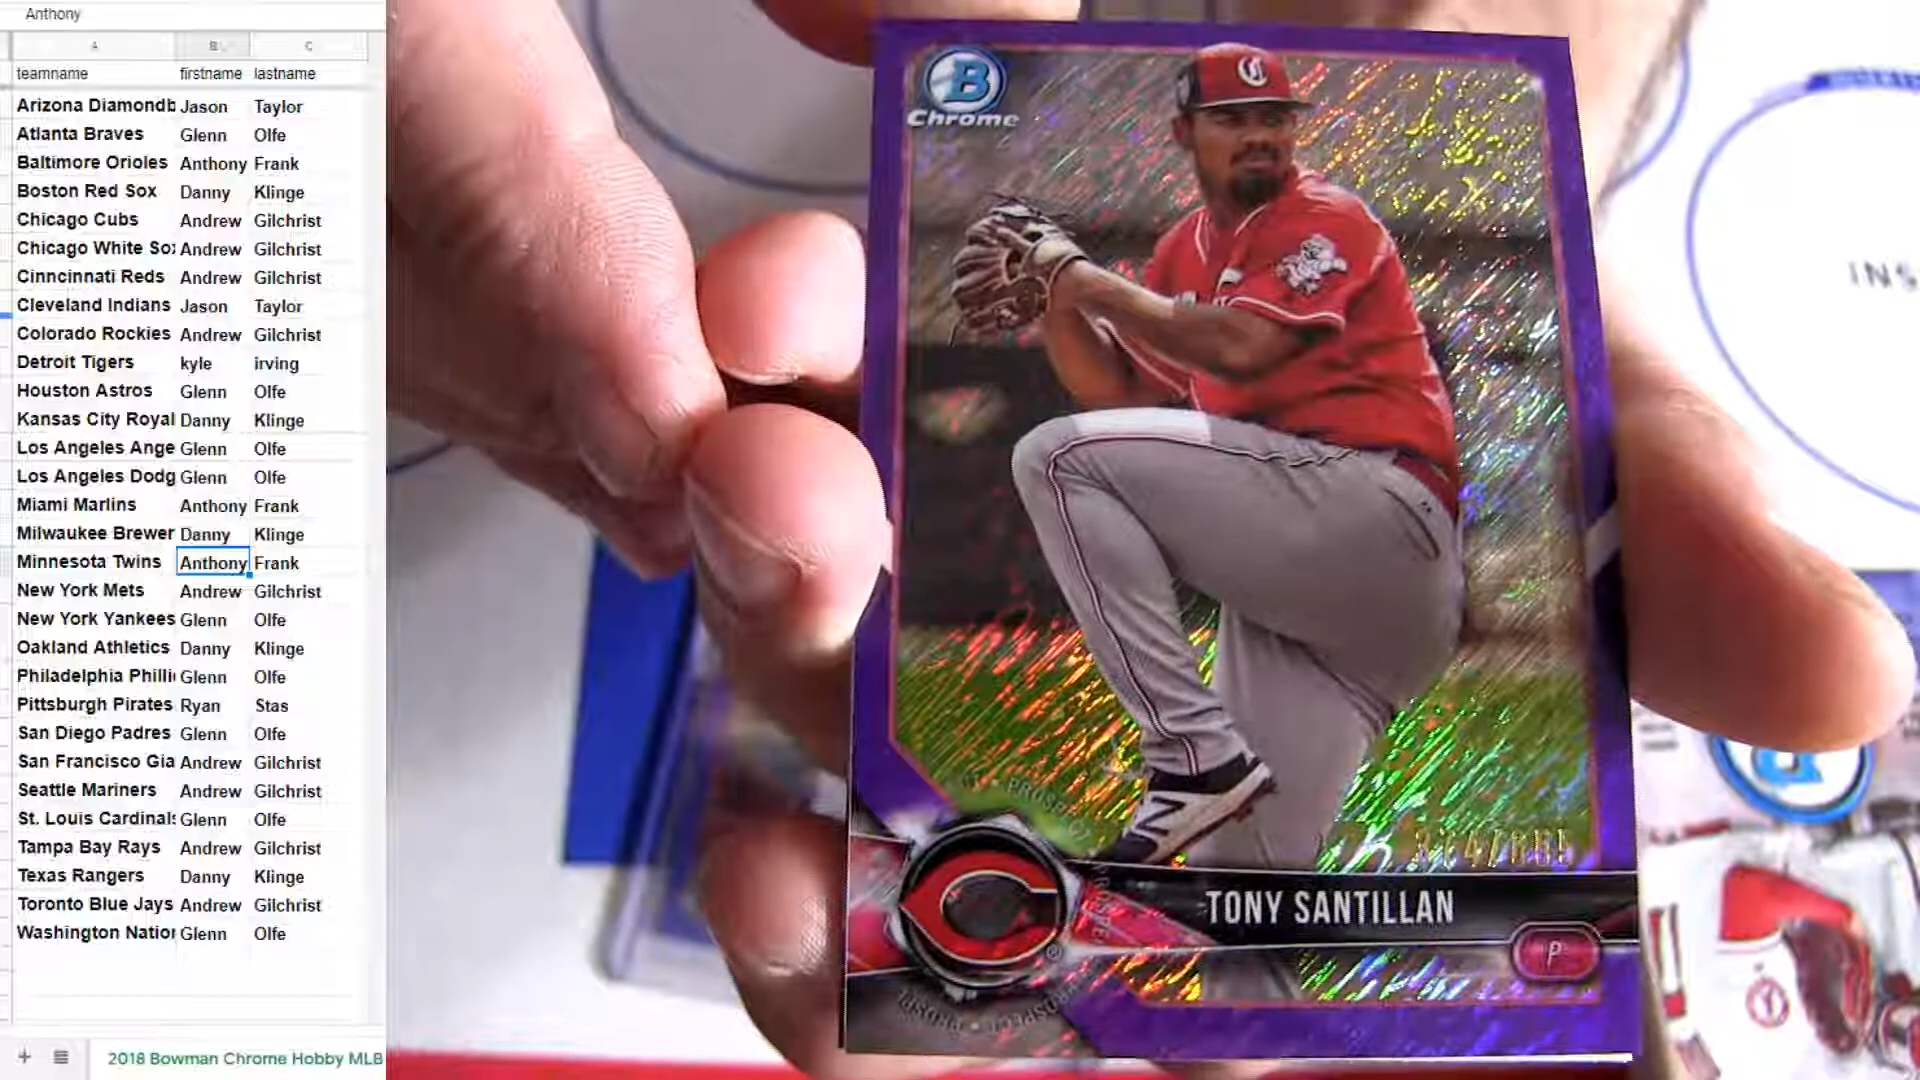 Anthony
A B C
teamname firstname lastname
Arizona Diamondb Jason Taylor
Atlanta Braves Glenn Olfe
Baltimore Orioles Anthony Frank
Boston Red Sox Danny Klinge
Chicago Cubs Andrew Gilchrist
Chicago White Sox Andrew Gilchrist
Cinncinnati Reds Andrew Gilchrist
Cleveland Indians Jason Taylor
Colorado Rockies Andrew Gilchrist
Detroit Tigers kyle irving
Houston Astros Glenn Olfe
Kansas City Royal Danny Klinge
Los Angeles Ange Glenn Olfe
Los Angeles Dodg Glenn Olfe
Miami Marlins Anthony Frank
Milwaukee Brewer Danny Klinge
Minnesota Twins Anthony Frank
New York Mets Andrew Gilchrist
New York Yankees Glenn Olfe
Oakland Athletics Danny Klinge
Philadelphia Philli Glenn Olfe
Pittsburgh Pirates Ryan Stas
San Diego Padres Glenn Olfe
San Francisco Gia Andrew Gilchrist
Seattle Mariners Andrew Gilchrist
St. Louis Cardinals Glenn Olfe
Tampa Bay Rays Andrew Gilchrist
Texas Rangers Danny Klinge
Toronto Blue Jays Andrew Gilchrist
Washington Nation Glenn Olfe
2018 Bowman Chrome Hobby MLB
B
Chrome
C
N
TONY SANTILLAN
P
INS